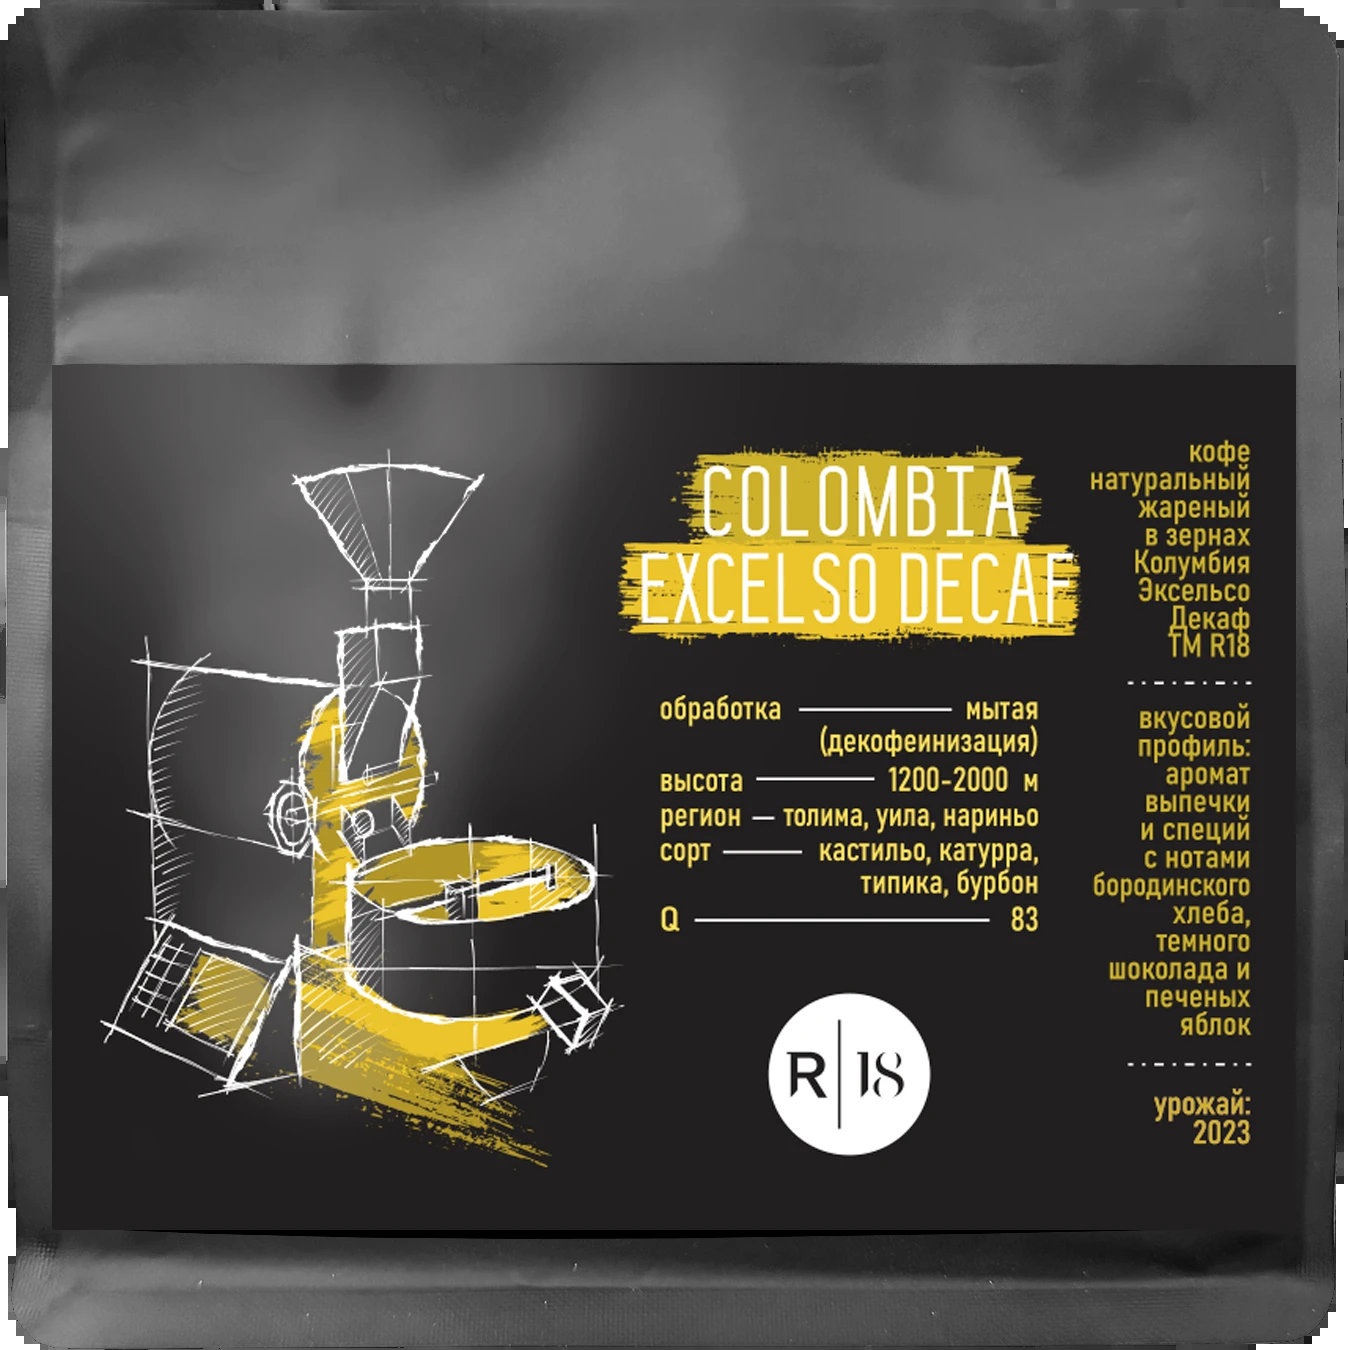 COLOMBIA
EXCELSO DECAF
обработка мытая
(декофеинизация)
высота 1200-2000 м
регион — толима, уила, нариньо
сорт кастильо, катурра,
типика, бурбон
Q 83
R|18
кофе
натуральный
жареный
в зернах
Колумбия
Эксельсо
Декаф
ТМ R18
вкусовой
профиль:
аромат
выпечки
и специй
с нотами
бородинского
хлеба,
темного
шоколада и
печеных
яблок
урожай:
2023